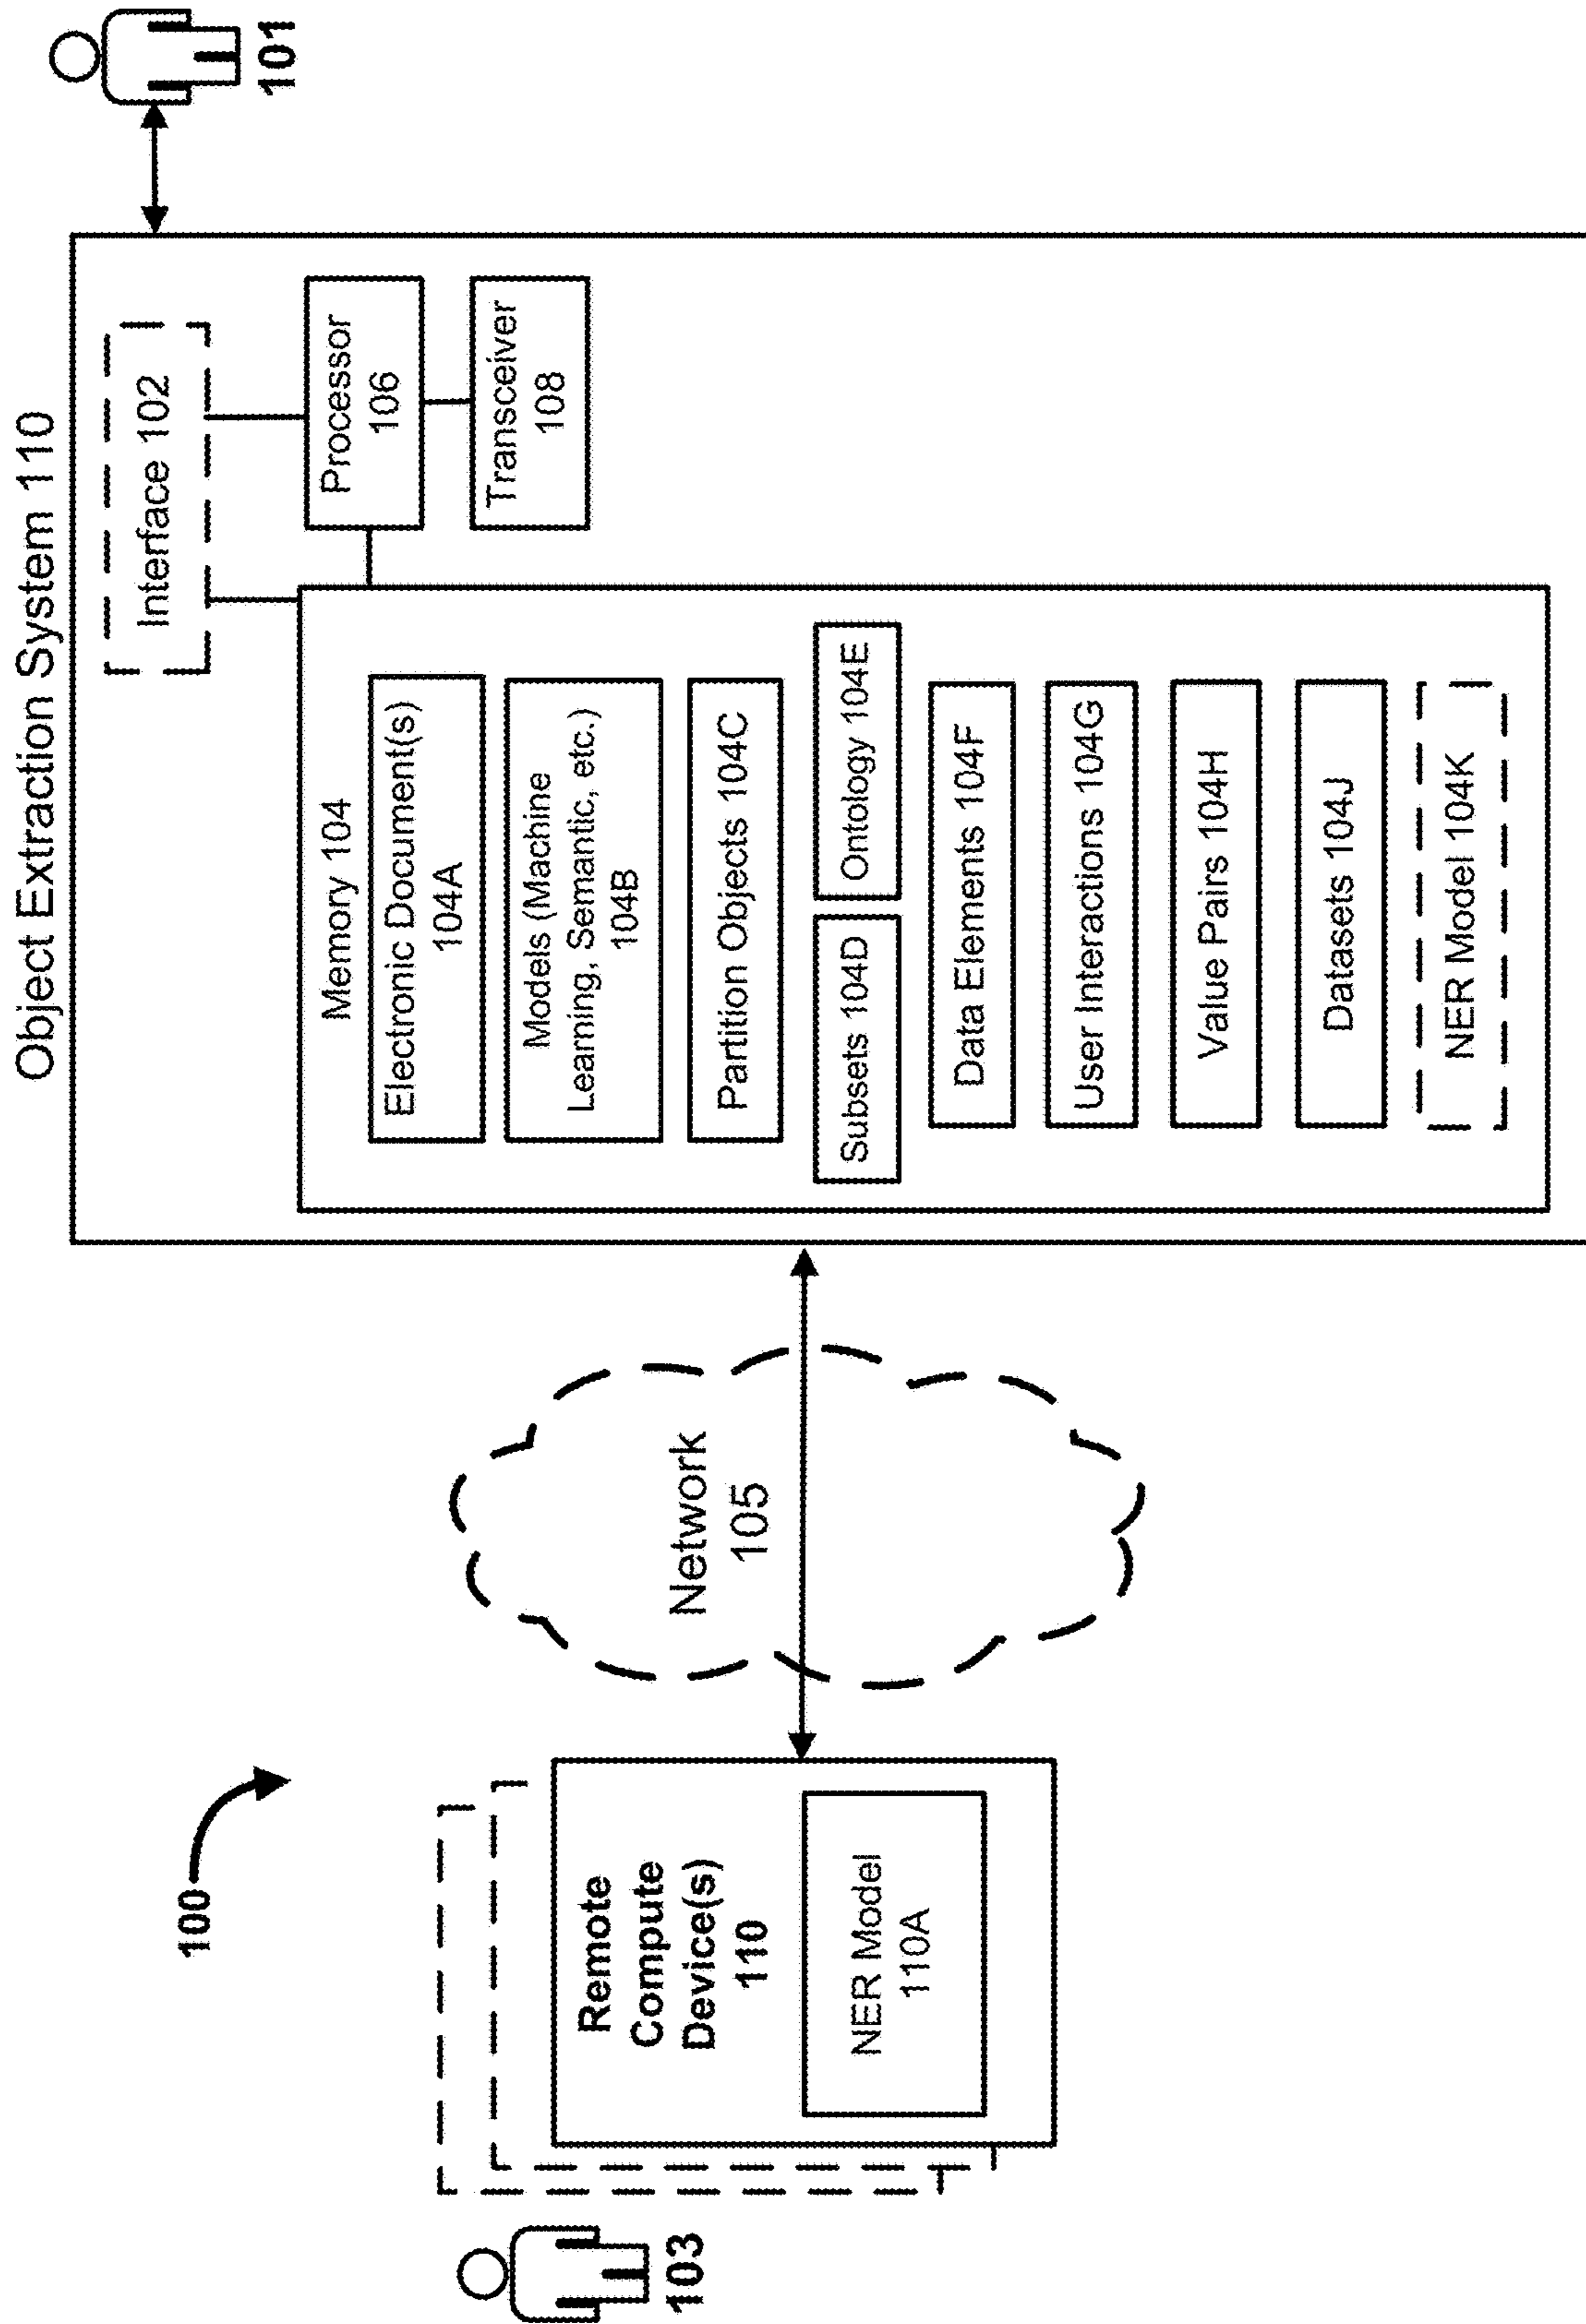 100
103
Remote
Compute
Device(s)
110
NER Model
110A
Network
105
Object Extraction System 110
Interface 102
Processor
106
Transceiver
108
Memory 104
Electronic Document(s)
104A
Models (Machine
Learning, Semantic, etc.)
104B
Partition Objects 104C
Subsets 104D
Ontology 104E
Data Elements 104F
User Interactions 104G
Value Pairs 104H
Datasets 104J
NER Model 104K
101